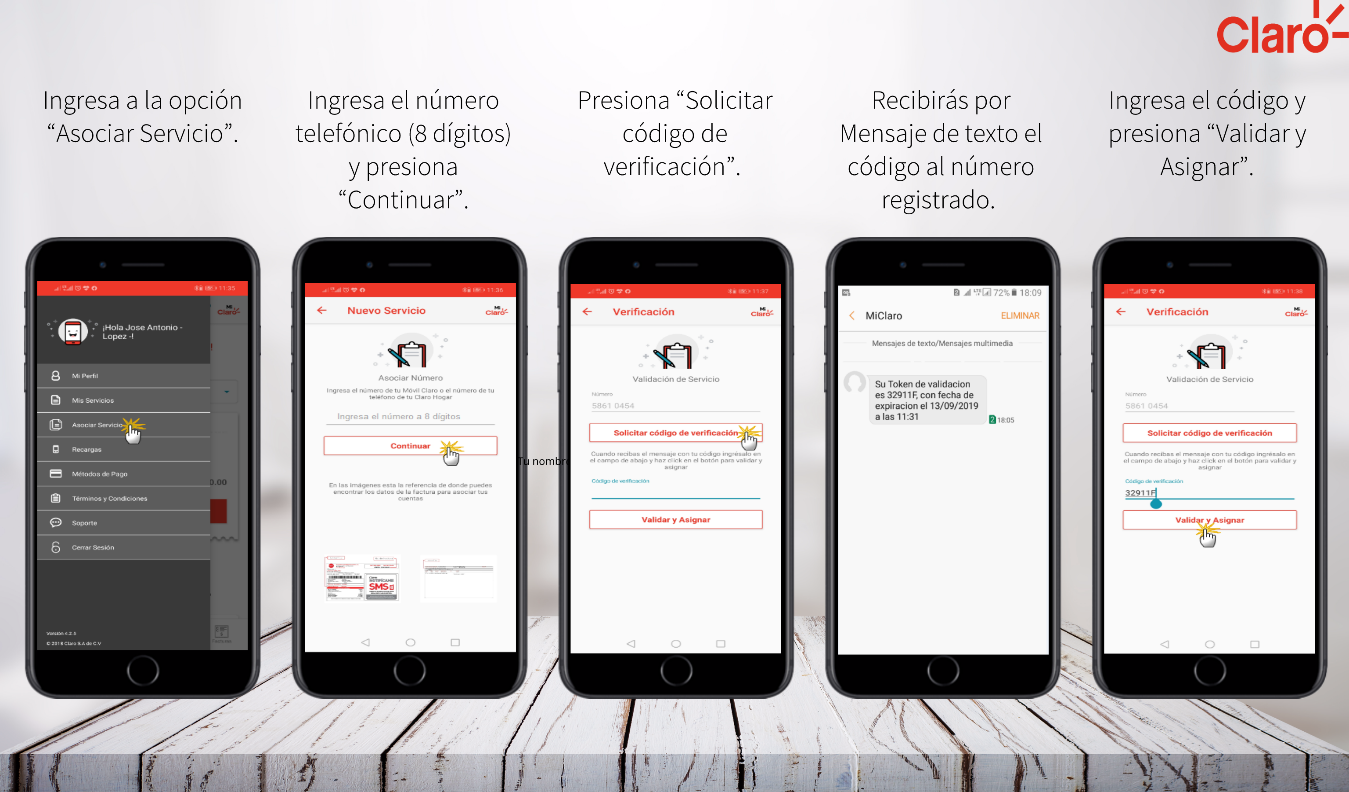 Claro
Ingresa a la opción
“Asociar Servicio”.
Ingresa el número
telefónico (8 dígitos)
y presiona
“Continuar”.
Presiona “Solicitar
código de
verificación”.
Recibirás por
Mensaje de texto el
código al número
registrado.
Ingresa el código y
presiona “Validar y
Asignar”.
11:35
Mi
Claro
¡Hola Jose Antonio -
Lopez -!
Mi Perfil
Mis Servicios
Asociar Servicio
Recargas
Métodos de Pago
0.00
Términos y Condiciones
Soporte
Cerrar Sesión
Versión 4.2.0
© 2018 Claro S.A de C.V
11:36
Nuevo Servicio
Mi
Claro
Asociar Número
Ingresa el número de tu Móvil Claro o el número de tu
teléfono de tu Claro Hogar
Ingresa el número a 8 dígitos
Continuar
Tu nombre
En las imágenes esta la referencia de donde puedes
encontrar los datos de la factura para asociar tus
cuentas
SMS
11:37
Verificación
Mi
Claro
Validación de Servicio
Número
5861 0454
Solicitar código de verificación
Cuando recibas el mensaje con tu código ingrésalo en
el campo de abajo y haz click en el botón para validar y
asignar
Código de verificación
Validar y Asignar
72% 18:09
MiClaro
ELIMINAR
Mensajes de texto/Mensajes multimedia
Su Token de validacion
es 32911F, con fecha de
expiracion el 13/09/2019
a las 11:31
2 18:05
11:38
Verificación
Mi
Claro
Validación de Servicio
Número
5861 0454
Solicitar código de verificación
Cuando recibas el mensaje con tu código ingrésalo en
el campo de abajo y haz click en el botón para validar y
asignar
Código de verificación
32911F
Validar y Asignar